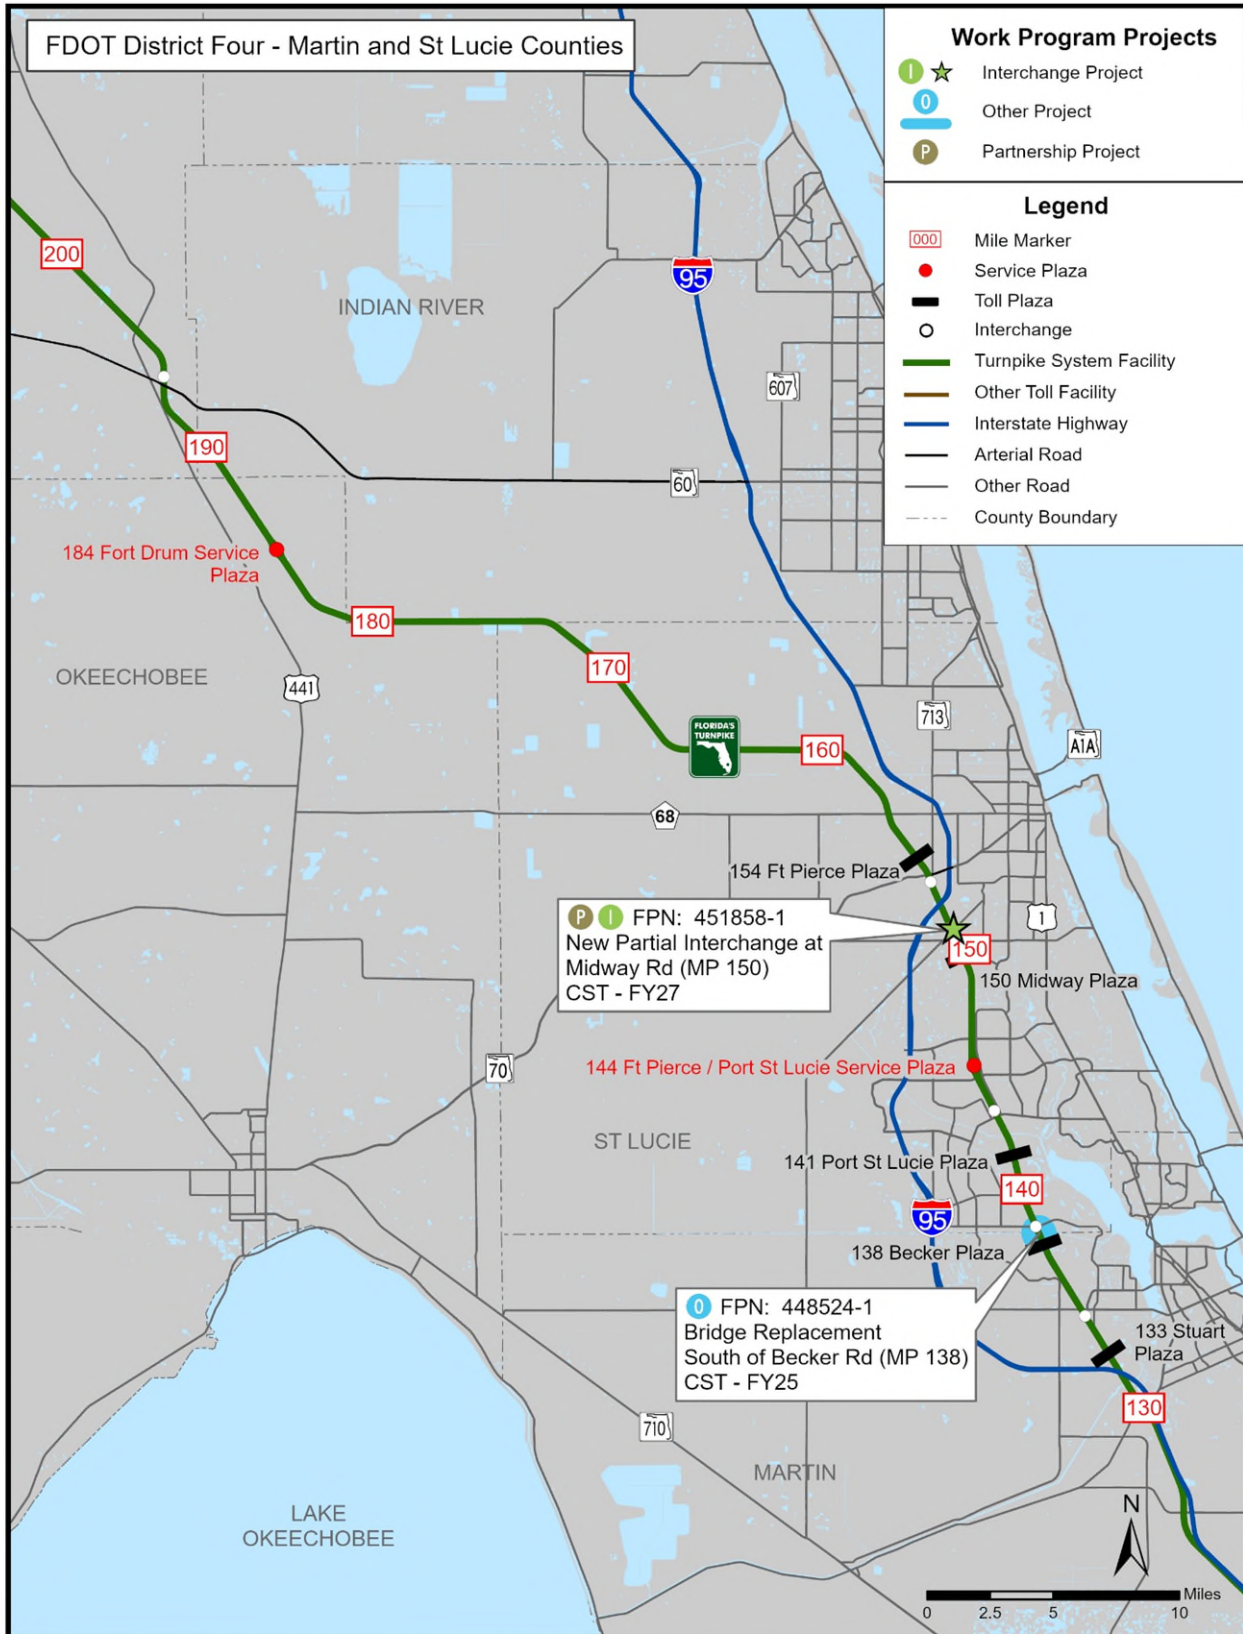 FDOT District Four - Martin and St Lucie Counties
Work Program Projects
I Interchange Project
O Other Project
P Partnership Project
Legend
000 Mile Marker
Service Plaza
Toll Plaza
Interchange
Turnpike System Facility
Other Toll Facility
Interstate Highway
Arterial Road
Other Road
County Boundary
200
95
INDIAN RIVER
607
190
60
184 Fort Drum Service
Plaza
180
170
OKEECHOBEE
441
713
FLORIDA'S
TURNPIKE
160
A1A
68
154 Ft Pierce Plaza
P I FPN: 451858-1
New Partial Interchange at
Midway Rd (MP 150)
CST - FY27
1
150
150 Midway Plaza
70
144 Ft Pierce / Port St Lucie Service Plaza
ST LUCIE
141 Port St Lucie Plaza
140
95
138 Becker Plaza
O FPN: 448524-1
Bridge Replacement
South of Becker Rd (MP 138)
CST - FY25
133 Stuart
Plaza
130
710
MARTIN
LAKE
OKEECHOBEE
N
Miles
0 2.5 5 10